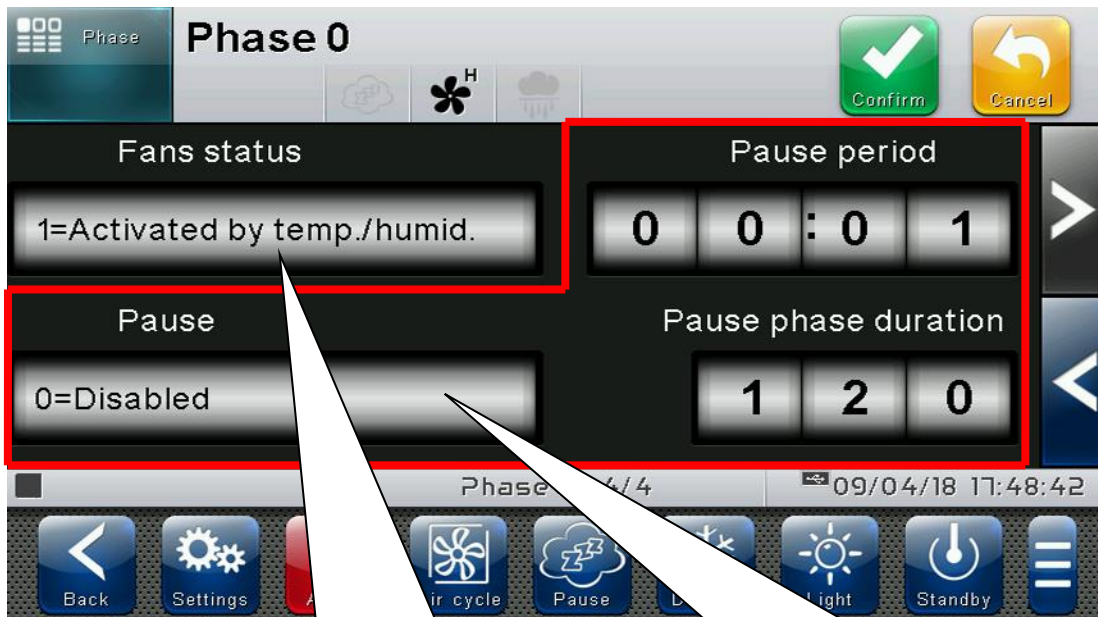 Phase
Phase 0
H
Confirm
Cancel
Fans status
Pause period
1=Activated by temp./humid.
0 0 : 0 1
Pause
Pause phase duration
0=Disabled
1 2 0
Phase 4/4
09/04/18 17:48:42
Back
Settings
A
ir cycle
zzz
Pause
D
ight
Standby